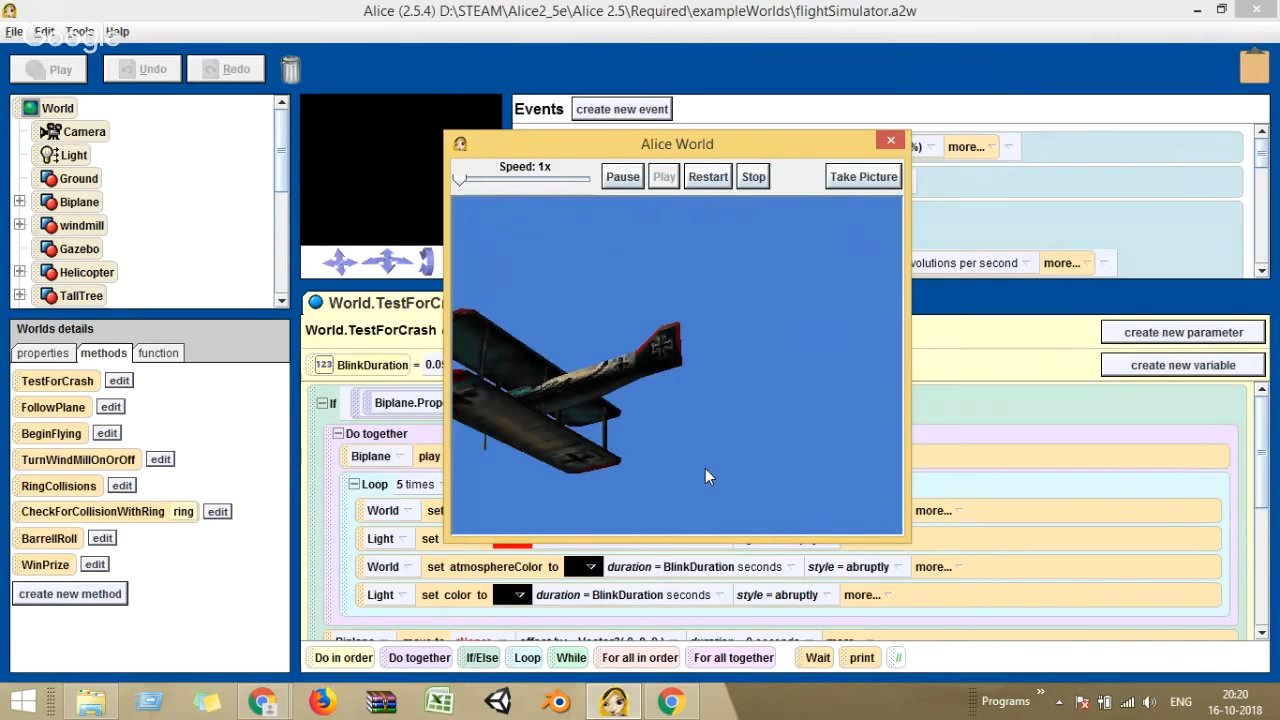 Alice (2.5.4) D:\STEAM\Alice2_5e\Alice 2.5\Required\exampleWorlds\flightSimulator.a2w
File Edit Tools Help
Google
Play Undo Redo
World
Camera
Light
Ground
Biplane
windmill
Gazebo
Helicopter
TallTree
Events create new event
%) more...
volutions per second more...
Alice World
Speed: 1x
Pause Play Restart Stop Take Picture
Worlds details
properties methods function
TestForCrash edit
FollowPlane edit
BeginFlying edit
TurnWindMillOnOrOff edit
RingCollisions edit
CheckForCollisionWithRing ring edit
BarrellRoll edit
WinPrize edit
create new method
World.TestForCr
World.TestForCrash
create new parameter
123 BlinkDuration = 0.09
create new variable
If Biplane.Prope
Do together
Biplane play
Loop 5 times
World set more...
Light set
World set atmosphereColor to duration = BlinkDuration seconds style = abruptly more...
Light set color to duration = BlinkDuration seconds style = abruptly more...
Do in order Do together If/Else Loop While For all in order For all together Wait print //
Programs » ENG 20:20
16-10-2018